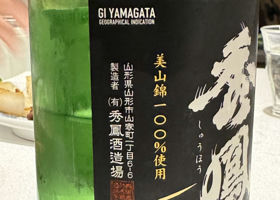 GI YAMAGATA
GEOGRAPHICAL INDICATION
秀鳳
しゅうほう
美山錦一〇〇%使用
山形県山形市山家町二丁目6-6
製造者 (有)秀鳳酒造場